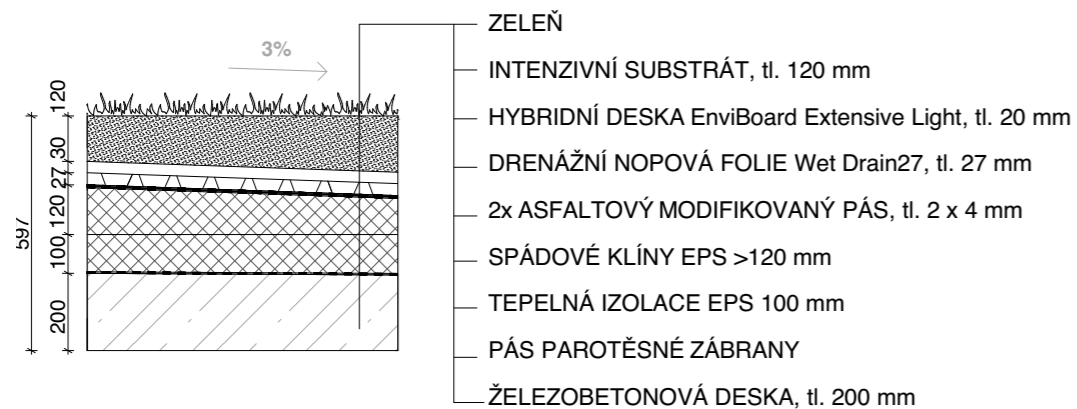 3%
ZELEŇ
INTENZIVNÍ SUBSTRÁT, tl. 120 mm
HYBRIDNÍ DESKA EnviBoard Extensive Light, tl. 20 mm
DRENÁŽNÍ NOPOVÁ FOLIE Wet Drain27, tl. 27 mm
2x ASFALTOVÝ MODIFIKOVANÝ PÁS, tl. 2 x 4 mm
SPÁDOVÉ KLÍNY EPS >120 mm
TEPELNÁ IZOLACE EPS 100 mm
PÁS PAROTĚSNÉ ZÁBRANY
ŽELEZOBETONOVÁ DESKA, tl. 200 mm
120
30
27
120
100
200
597